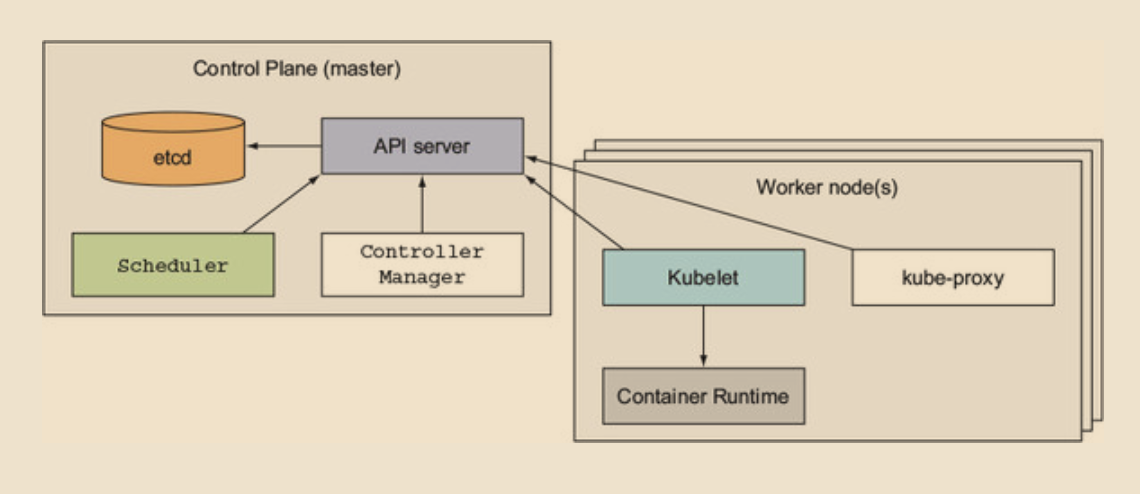 Control Plane (master)
etcd
API server
Scheduler
Controller
Manager
Worker node(s)
Kubelet
kube-proxy
Container Runtime